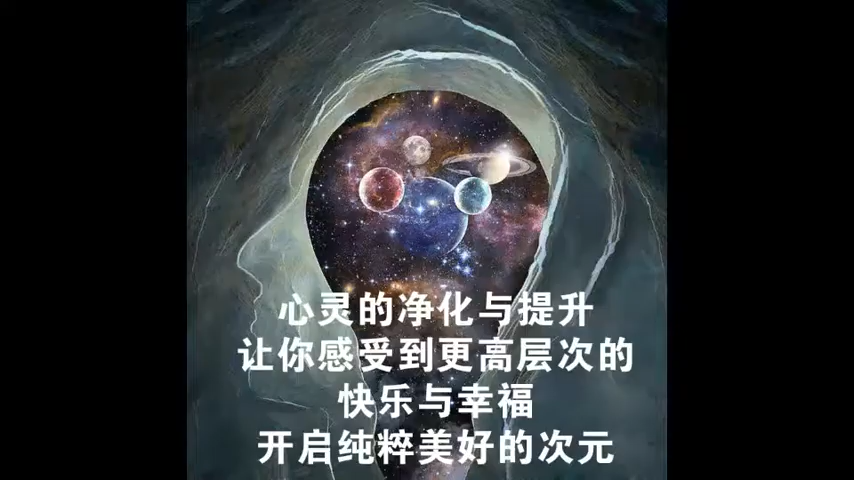 心灵的净化与提升
让你感受到更高层次的
快乐与幸福
开启纯粹美好的次元